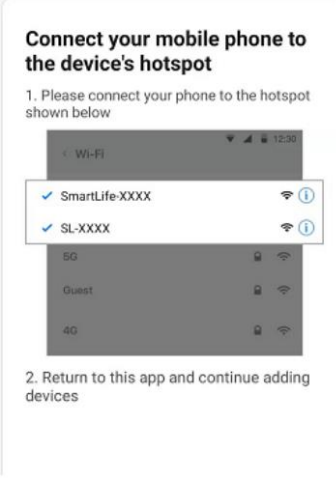 Connect your mobile phone to
the device's hotspot
1. Please connect your phone to the hotspot
shown below
12:30
Wi-Fi
SmartLife-XXXX
SL-XXXX
5G
Guest
4G
2. Return to this app and continue adding
devices